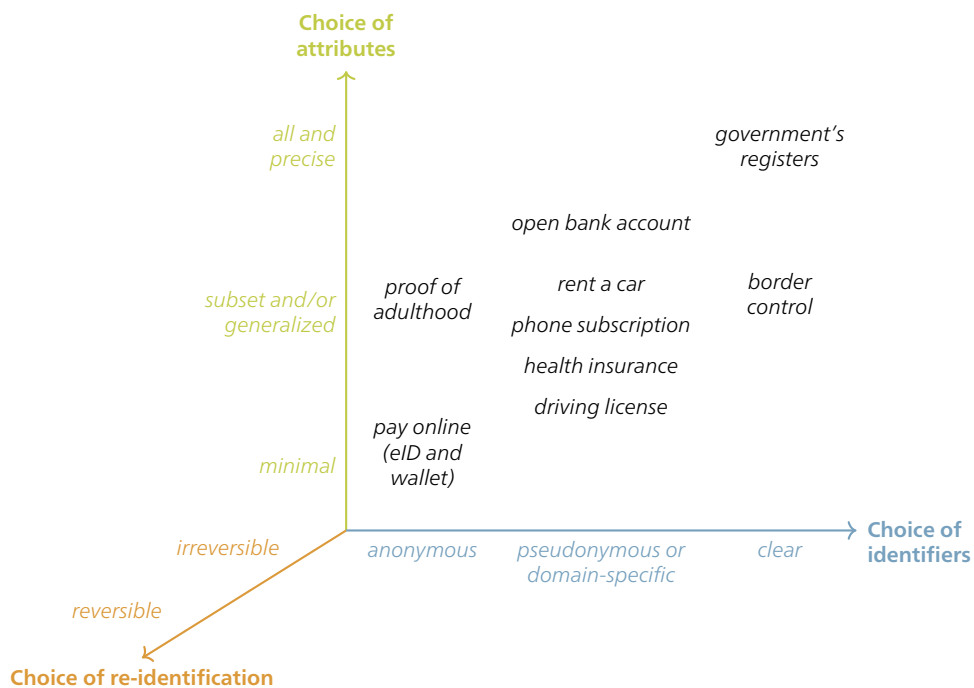 Choice of
attributes
all and
precise
government's
registers
open bank account
proof of
adulthood
rent a car
border
control
subset and/or
generalized
phone subscription
health insurance
driving license
pay online
(eID and
wallet)
minimal
Choice of
identifiers
anonymous
pseudonymous or
domain-specific
clear
irreversible
reversible
Choice of re-identification